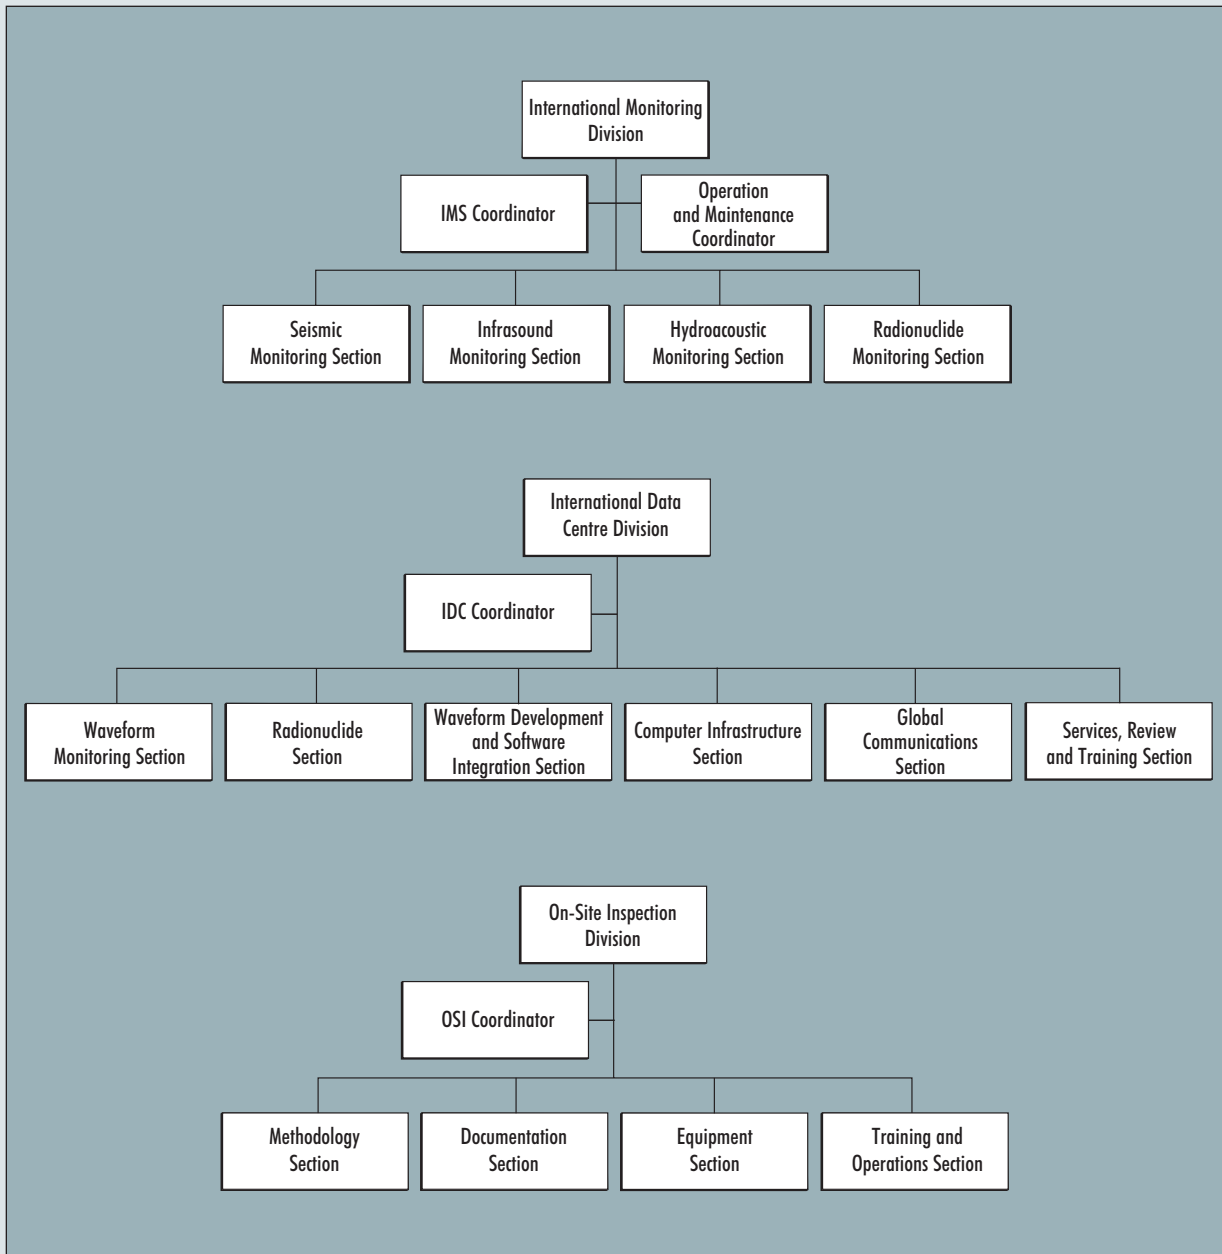 International Monitoring
Division
IMS Coordinator
Operation
and Maintenance
Coordinator
Seismic
Monitoring Section
Infrasound
Monitoring Section
Hydroacoustic
Monitoring Section
Radionuclide
Monitoring Section
International Data
Centre Division
IDC Coordinator
Waveform
Monitoring Section
Radionuclide
Section
Waveform Development
and Software
Integration Section
Computer Infrastructure
Section
Global
Communications
Section
Services, Review
and Training Section
On-Site Inspection
Division
OSI Coordinator
Methodology
Section
Documentation
Section
Equipment
Section
Training and
Operations Section